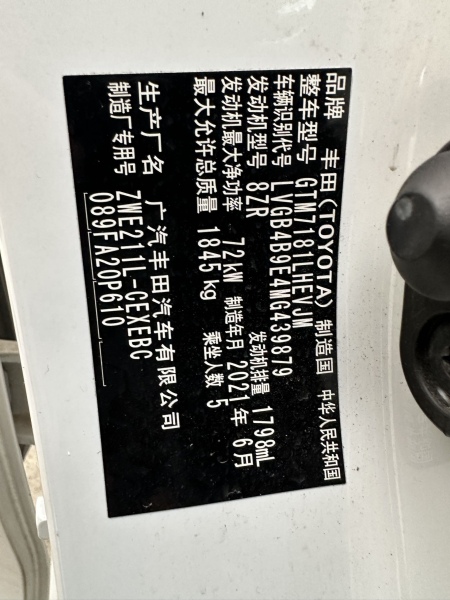 品牌 丰田(TOYOTA) 制造国 中华人民共和国
整车型号 GTM7181LHEVJM
车辆识别代号 LVGB4B9E4MG439879
发动机型号 8ZR 发动机排量 1798mL
发动机最大净功率 72kW 制造年月 2021年 6月
最大允许总质量 1845kg 乘坐人数 5
生产厂名 广汽丰田汽车有限公司
制造厂专用号 ZWE211L-GEXEBC
089FA20P610